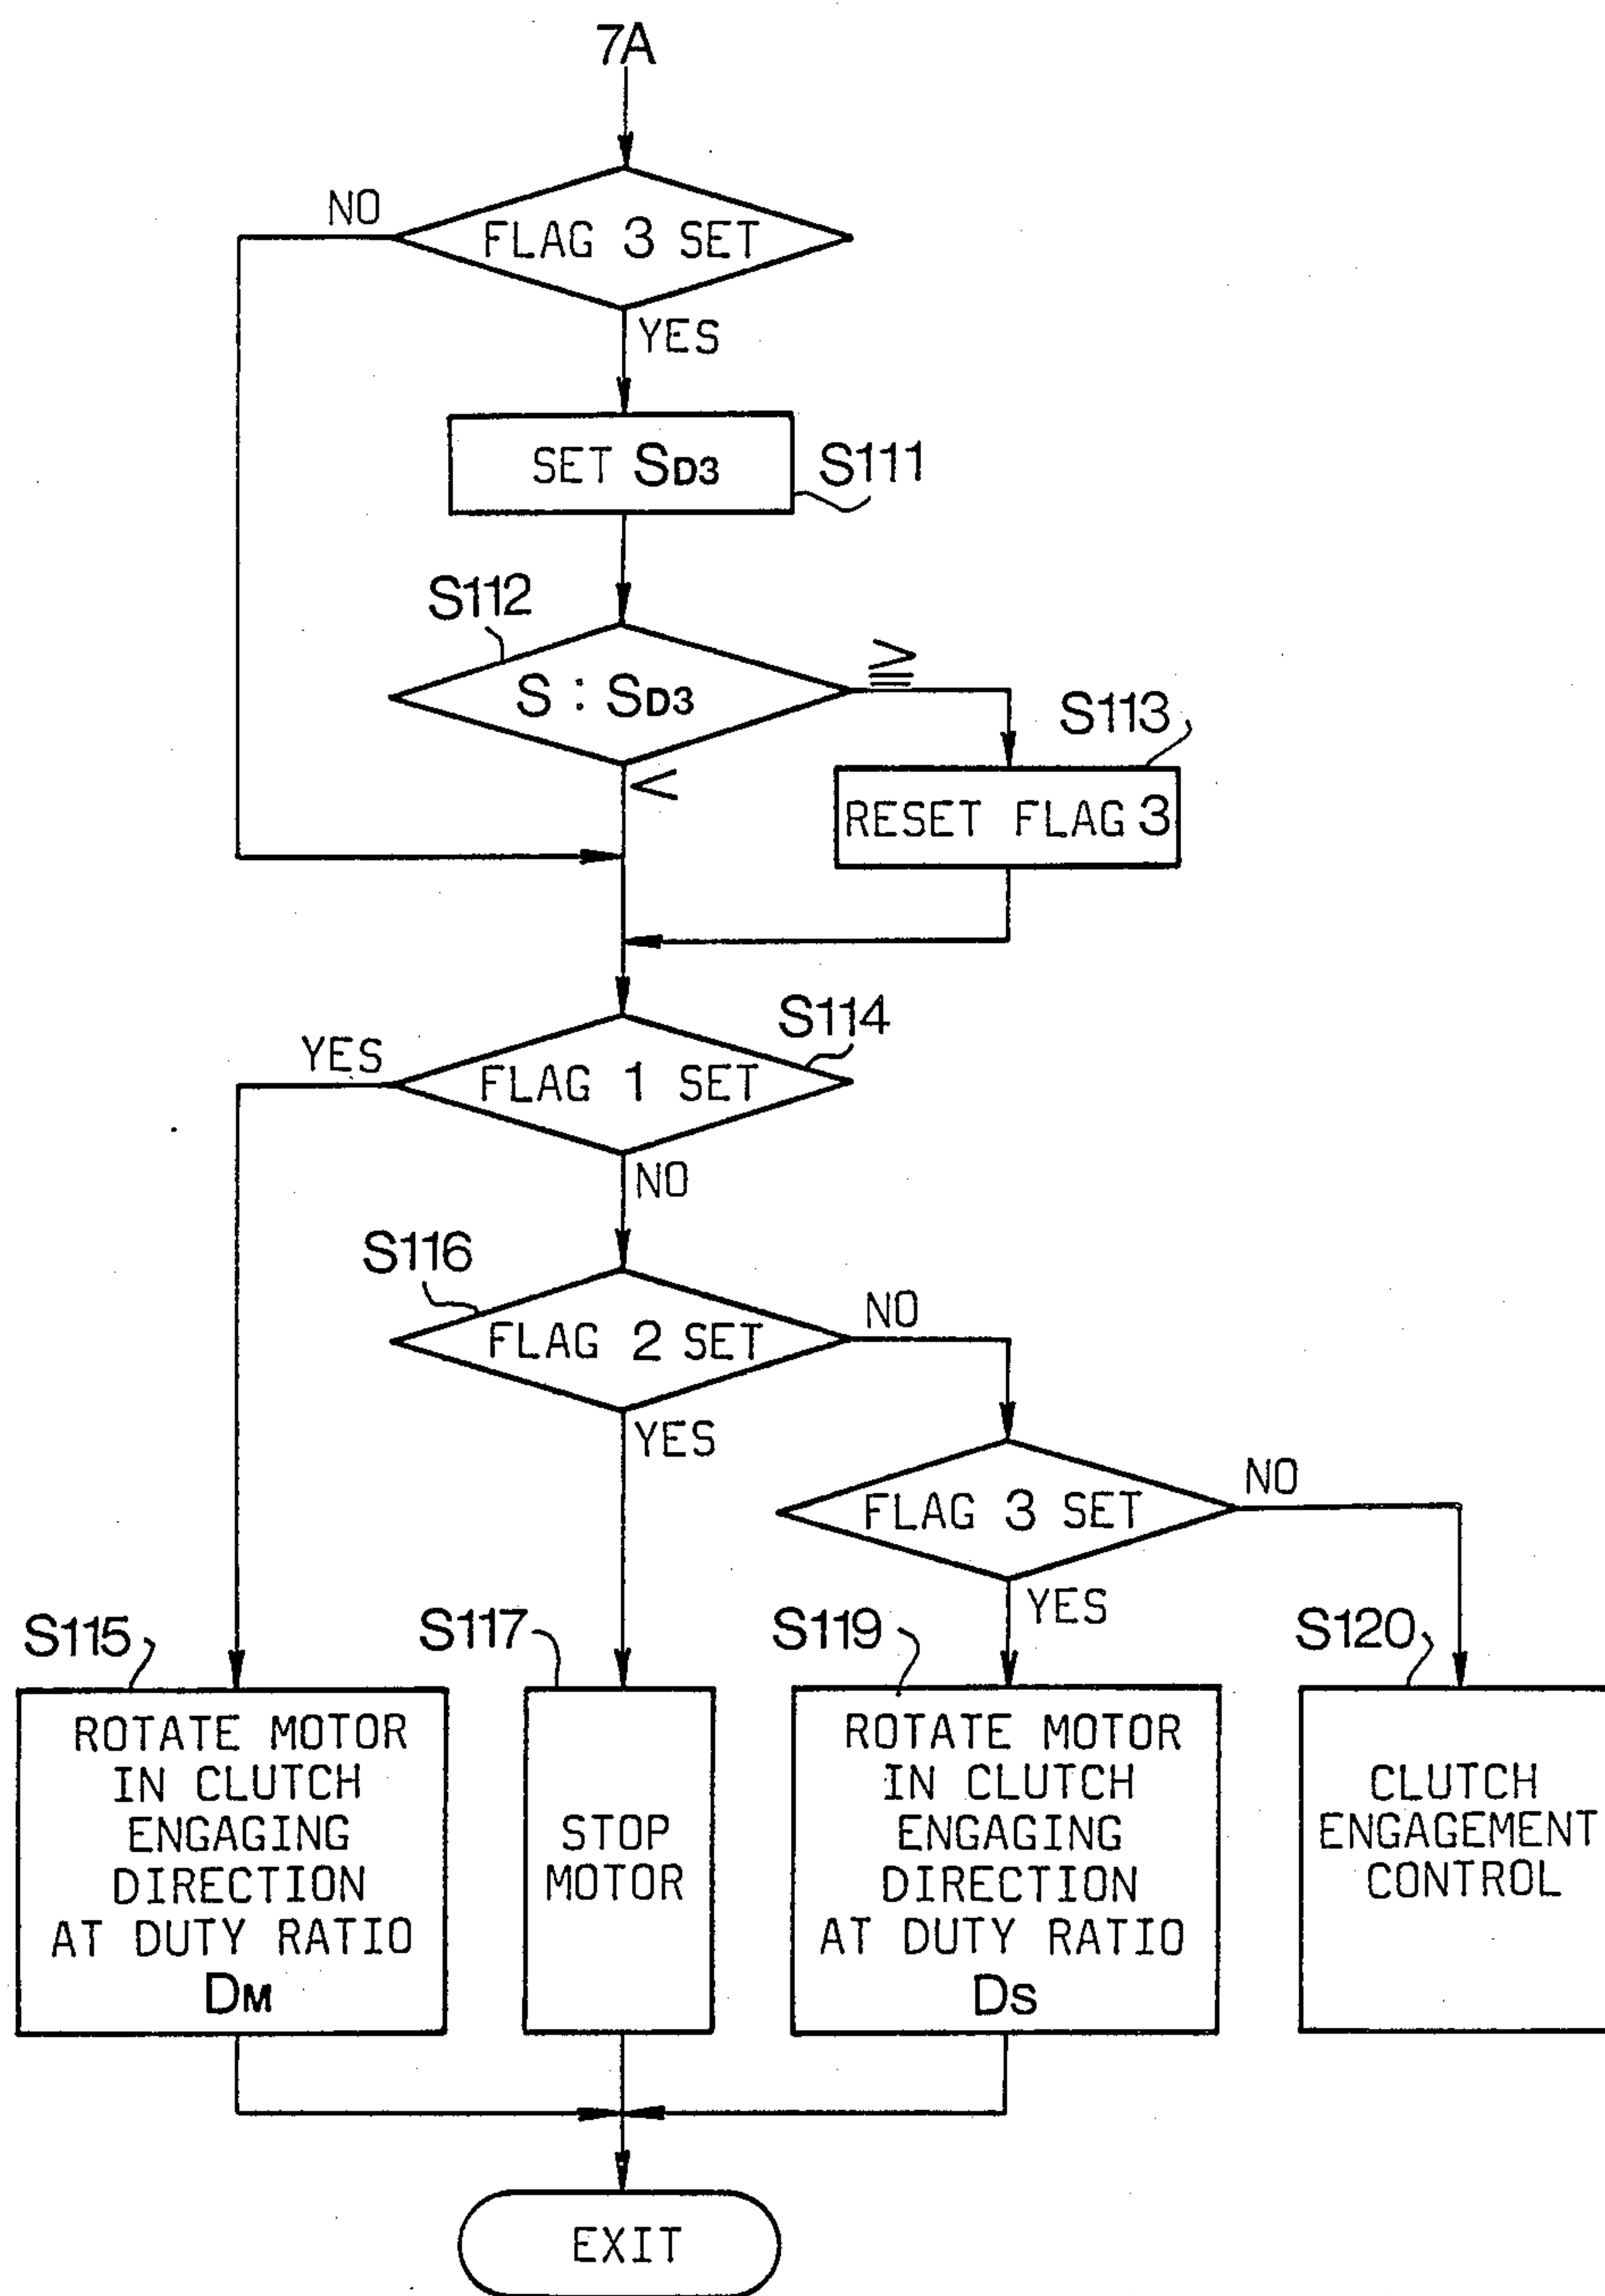 7A
NO
FLAG 3 SET
YES
SET SD3
S111
S112
S : SD3
≧
<
S113
RESET FLAG 3
S114
YES
FLAG 1 SET
NO
S116
FLAG 2 SET
NO
YES
FLAG 3 SET
NO
YES
S115
S117
S119
S120
ROTATE MOTOR
IN CLUTCH
ENGAGING
DIRECTION
AT DUTY RATIO
DM
STOP
MOTOR
ROTATE MOTOR
IN CLUTCH
ENGAGING
DIRECTION
AT DUTY RATIO
DS
CLUTCH
ENGAGEMENT
CONTROL
EXIT